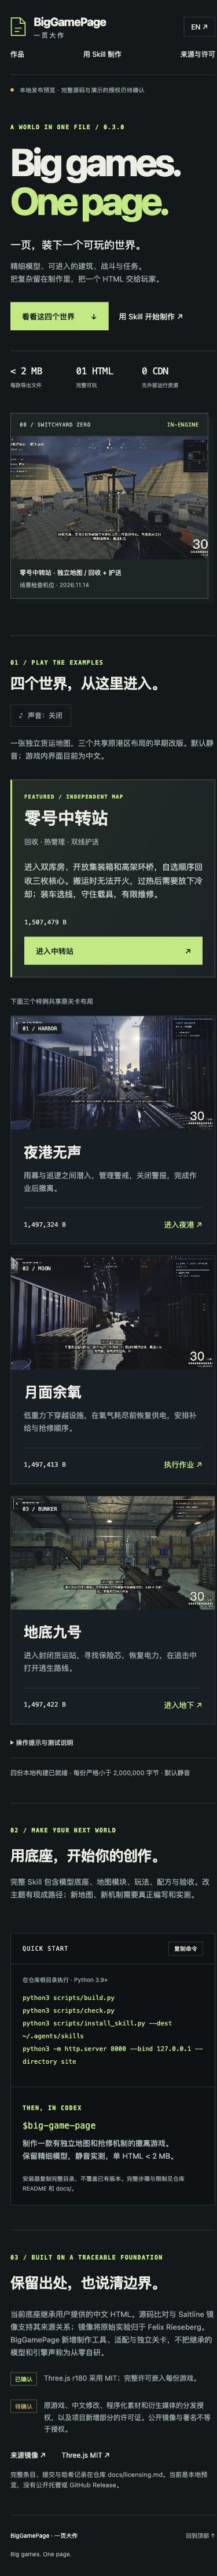 BigGamePage
一页大作
EN ↗
作品
用 Skill 制作
来源与许可
本地发布预览 · 完整源码与演示的授权仍待确认
A WORLD IN ONE FILE / 0.3.0
Big games.
One page.
一页，装下一个可玩的世界。
精细模型、可进入的建筑、战斗与任务。
把复杂留在制作里，把一个 HTML 交给玩家。
看看这四个世界 ↓
用 Skill 开始制作 ↗
< 2 MB
01 HTML
0 CDN
每款导出文件
完整可玩
无外部运行资源
00 / SWITCHYARD ZERO
IN-ENGINE
30
零号中转站 · 独立地图 / 回收 + 护送
场景检查机位 · 2026.11.14
01 / PLAY THE EXAMPLES
四个世界，从这里进入。
♪ 声音：关闭
一张独立货运地图，三个共享原港区布局的早期改版。默认静音；游戏内界面目前为中文。
FEATURED / INDEPENDENT MAP
零号中转站
回收 · 热管理 · 双线护送
进入双库房、开放集装箱和高架环桥，自选顺序
收三枚核心。搬运时无法开火，过热后需要放下冷
却；装车选线，守住载具，有限维修。
1,507,479 B
进入中转站 ↗
下面三个样例共享原关卡布局
01 / HARBOR
30
夜港无声
雨幕与巡逻之间潜入，管理警戒，关闭警报，完成作
业后撤离。
1,497,324 B
进入夜港 ↗
02 / MOON
30
月面余氧
低重力下穿越设施，在氧气耗尽前恢复供电，安排补
给与抢修顺序。
1,497,413 B
执行作业 ↗
03 / BUNKER
30
地底九号
进入封闭货运站，寻找保险芯，恢复电力，在追击中
打开逃生路线。
1,497,422 B
进入地下 ↗
▶ 操作提示与测试说明
四份本地构建已就绪 · 每份严格小于 2,000,000 字节 · 默认静音
02 / MAKE YOUR NEXT WORLD
用底座，开始你的创作。
完整 Skill 包含模型底座、地图模块、玩法、配方与验收。改
主题有现成路径；新地图、新机制需要真正编写和实测。
QUICK START
复制命令
在仓库根目录执行 · Python 3.9+
python3 scripts/build.py
python3 scripts/check.py
python3 scripts/install_skill.py --dest
~/.agents/skills
python3 -m http.server 8000 --bind 127.0.0.1 --
directory site
THEN, IN CODEX
$big-game-page
制作一款有独立地图和抢修机制的撤离游戏。
保留精细模型，静音实测，单 HTML < 2 MB。
安装器复制完整目录，不覆盖已有版本。完整步骤与限制见仓库
README 和 docs/。
03 / BUILT ON A TRACEABLE FOUNDATION
保留出处，也说清边界。
当前底座继承用户提供的中文 HTML。源码比对与 Saltline 镜
像支持其来源关系；镜像将原始实验归于 Felix Rieseberg。
BigGamePage 新增制作工具、适配与独立关卡，不把继承的
模型和引擎声称为从零自研。
已确认
Three.js r180 采用 MIT；完整许可嵌入每份游戏。
待确认
原游戏、中文修改、程序化素材和衍生媒体的分发授
权，以及项目新增部分的许可证。公开镜像与署名不等
于授权。
来源镜像 ↗
Three.js MIT ↗
完整条目、提交与哈希记录在仓库 docs/licensing.md。当前是本地预
览，没有公开托管或 GitHub Release。
BigGamePage · 一页大作
回到顶部 ↑
Big games. One page.